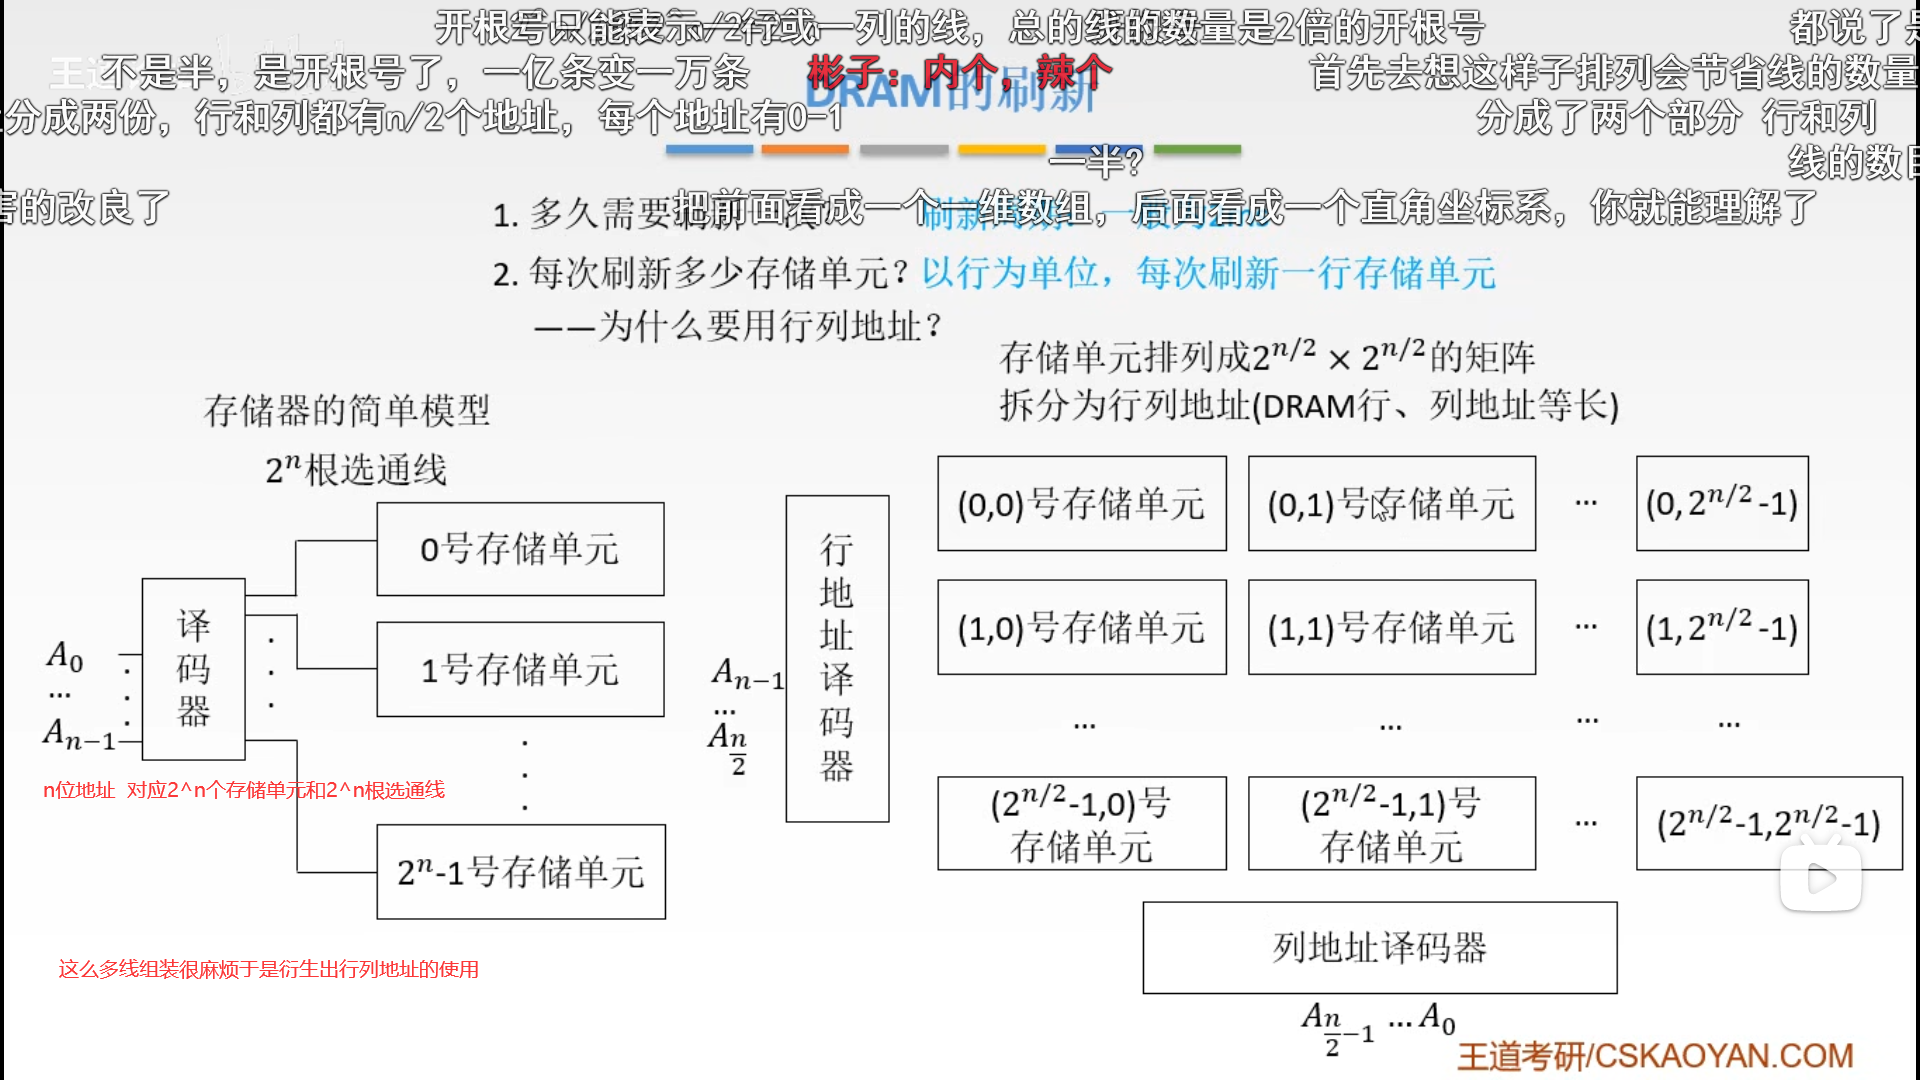 开根号只能表示一行或一列的线，总的线的数量是2倍的开根号
都说了是
不是半，是开根号了，一亿条变一万条
彬子：内个，辣个
首先去想这样子排列会节省线的数量
DRAM的刷新
分成两份，行和列都有n/2个地址，每个地址有0-1
分成了两个部分 行和列
一半?
线的数目
害的改良了
把前面看成一个一维数组，后面看成一个直角坐标系，你就能理解了
1. 多久需要刷新一次
刷新周期：一般为2ms
2. 每次刷新多少存储单元？以行为单位，每次刷新一行存储单元
——为什么要用行列地址？
存储单元排列成2^{n/2} × 2^{n/2}的矩阵
拆分为行列地址(DRAM行、列地址等长)
存储器的简单模型
2^n根选通线
译码器
A_0
...
A_{n-1}
0号存储单元
1号存储单元
2^n-1号存储单元
n位地址 对应2^n个存储单元和2^n根选通线
这么多线组装很麻烦于是衍生出行列地址的使用
行地址译码器
A_{n-1}
...
A_{n/2}
(0,0)号存储单元
(0,1)号存储单元
...
(0, 2^{n/2}-1)
(1,0)号存储单元
(1,1)号存储单元
...
(1, 2^{n/2}-1)
... ... ... ...
(2^{n/2}-1,0)号
存储单元
(2^{n/2}-1,1)号
存储单元
...
(2^{n/2}-1,2^{n/2}-1)
列地址译码器
A_{n/2-1} ...A_0
王道考研/CSKAOYAN.COM